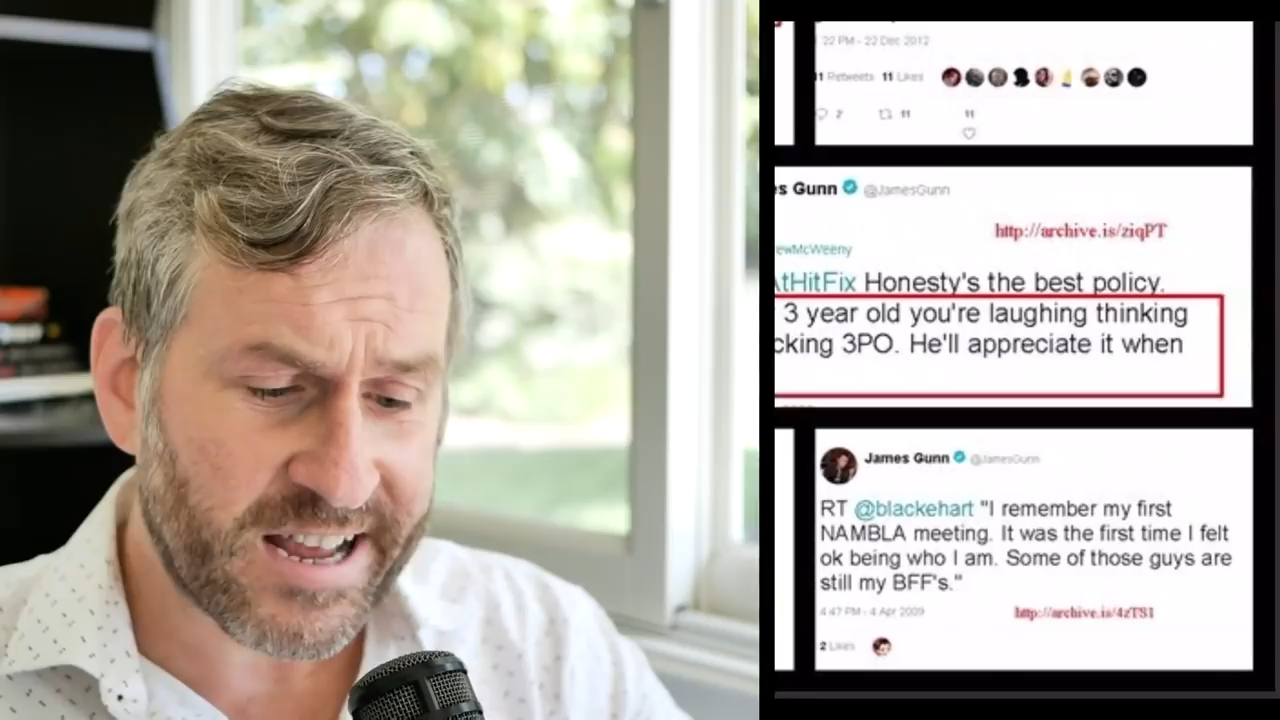 22 PM - 22 Dec 2012
11 Retweets 11 Likes
2 11 11
s Gunn @JamesGunn
http://archive.is/ziqPT
ewMcWeeny
AtHitFix Honesty's the best policy.
3 year old you're laughing thinking
cking 3PO. He'll appreciate it when
James Gunn @JamesGunn
RT @blackehart "I remember my first
NAMBLA meeting. It was the first time I felt
ok being who I am. Some of those guys are
still my BFF's."
4:47 PM - 4 Apr 2009
http://archive.is/4zTS1
2 Likes